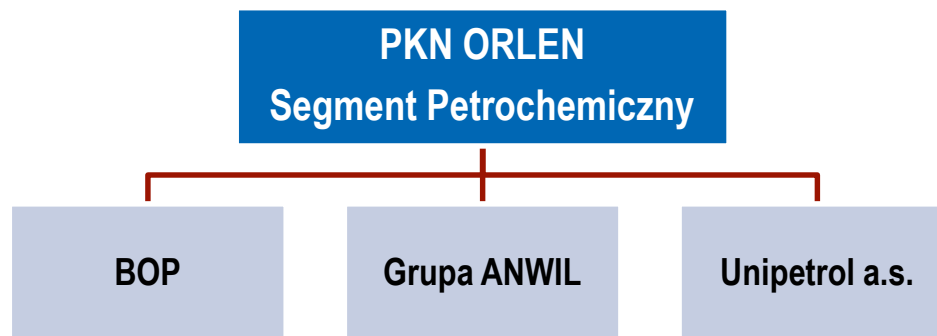 PKN ORLEN
Segment Petrochemiczny
BOP
Grupa ANWIL
Unipetrol a.s.